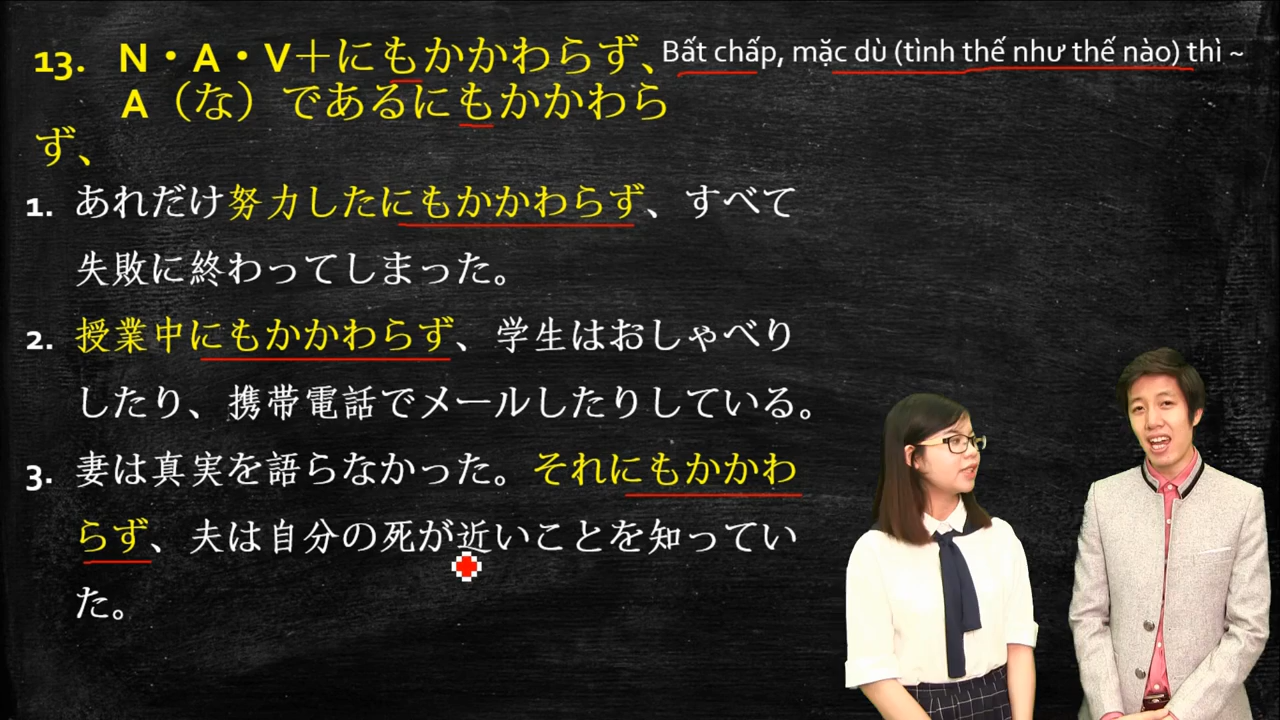 13. N・A・V＋にもかかわらず、Bất chấp, mặc dù (tình thế như thế nào) thì ~
A（な）であるにもかかわら
ず、
1. あれだけ努力したにもかかわらず、すべて
失敗に終わってしまった。
2. 授業中にもかかわらず、学生はおしゃべり
したり、携帯電話でメールしたりしている。
3. 妻は真実を語らなかった。それにもかかわ
らず、夫は自分の死が近いことを知ってい
た。